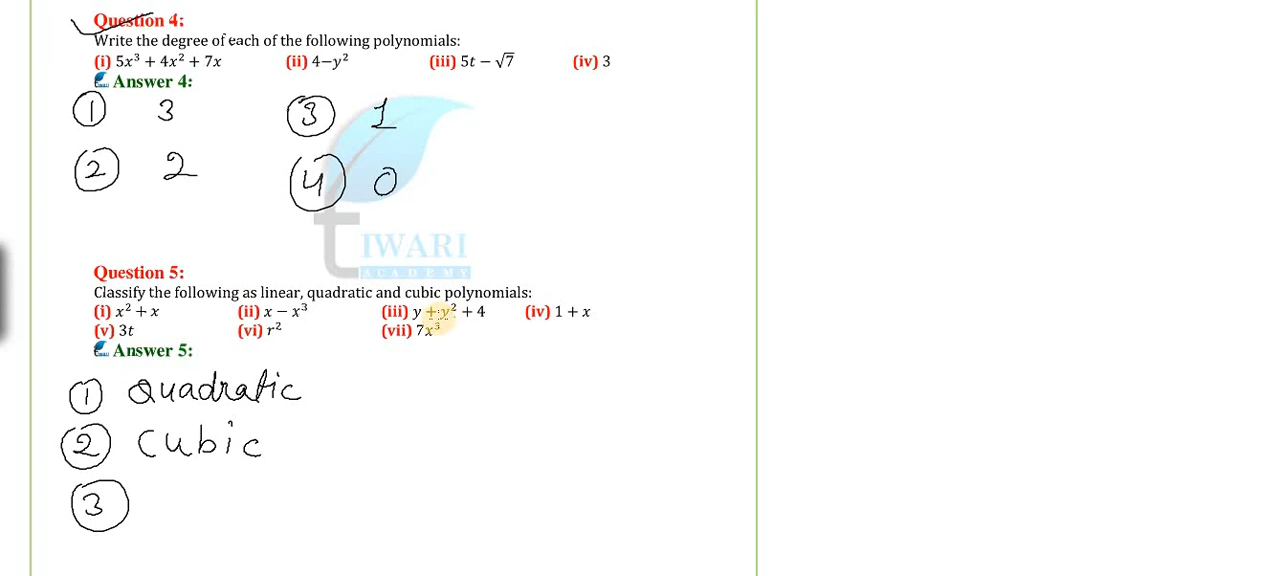 Question 4:
Write the degree of each of the following polynomials:
(i) 5x³ + 4x² + 7x (ii) 4−y² (iii) 5t − √7 (iv) 3
Answer 4:
1 3 3 1
2 2 4 0
tIWARI
ACADEMY
Question 5:
Classify the following as linear, quadratic and cubic polynomials:
(i) x² + x (ii) x − x³ (iii) y + y² + 4 (iv) 1 + x
(v) 3t (vi) r² (vii) 7x³
Answer 5:
1 Quadratic
2 Cubic
3